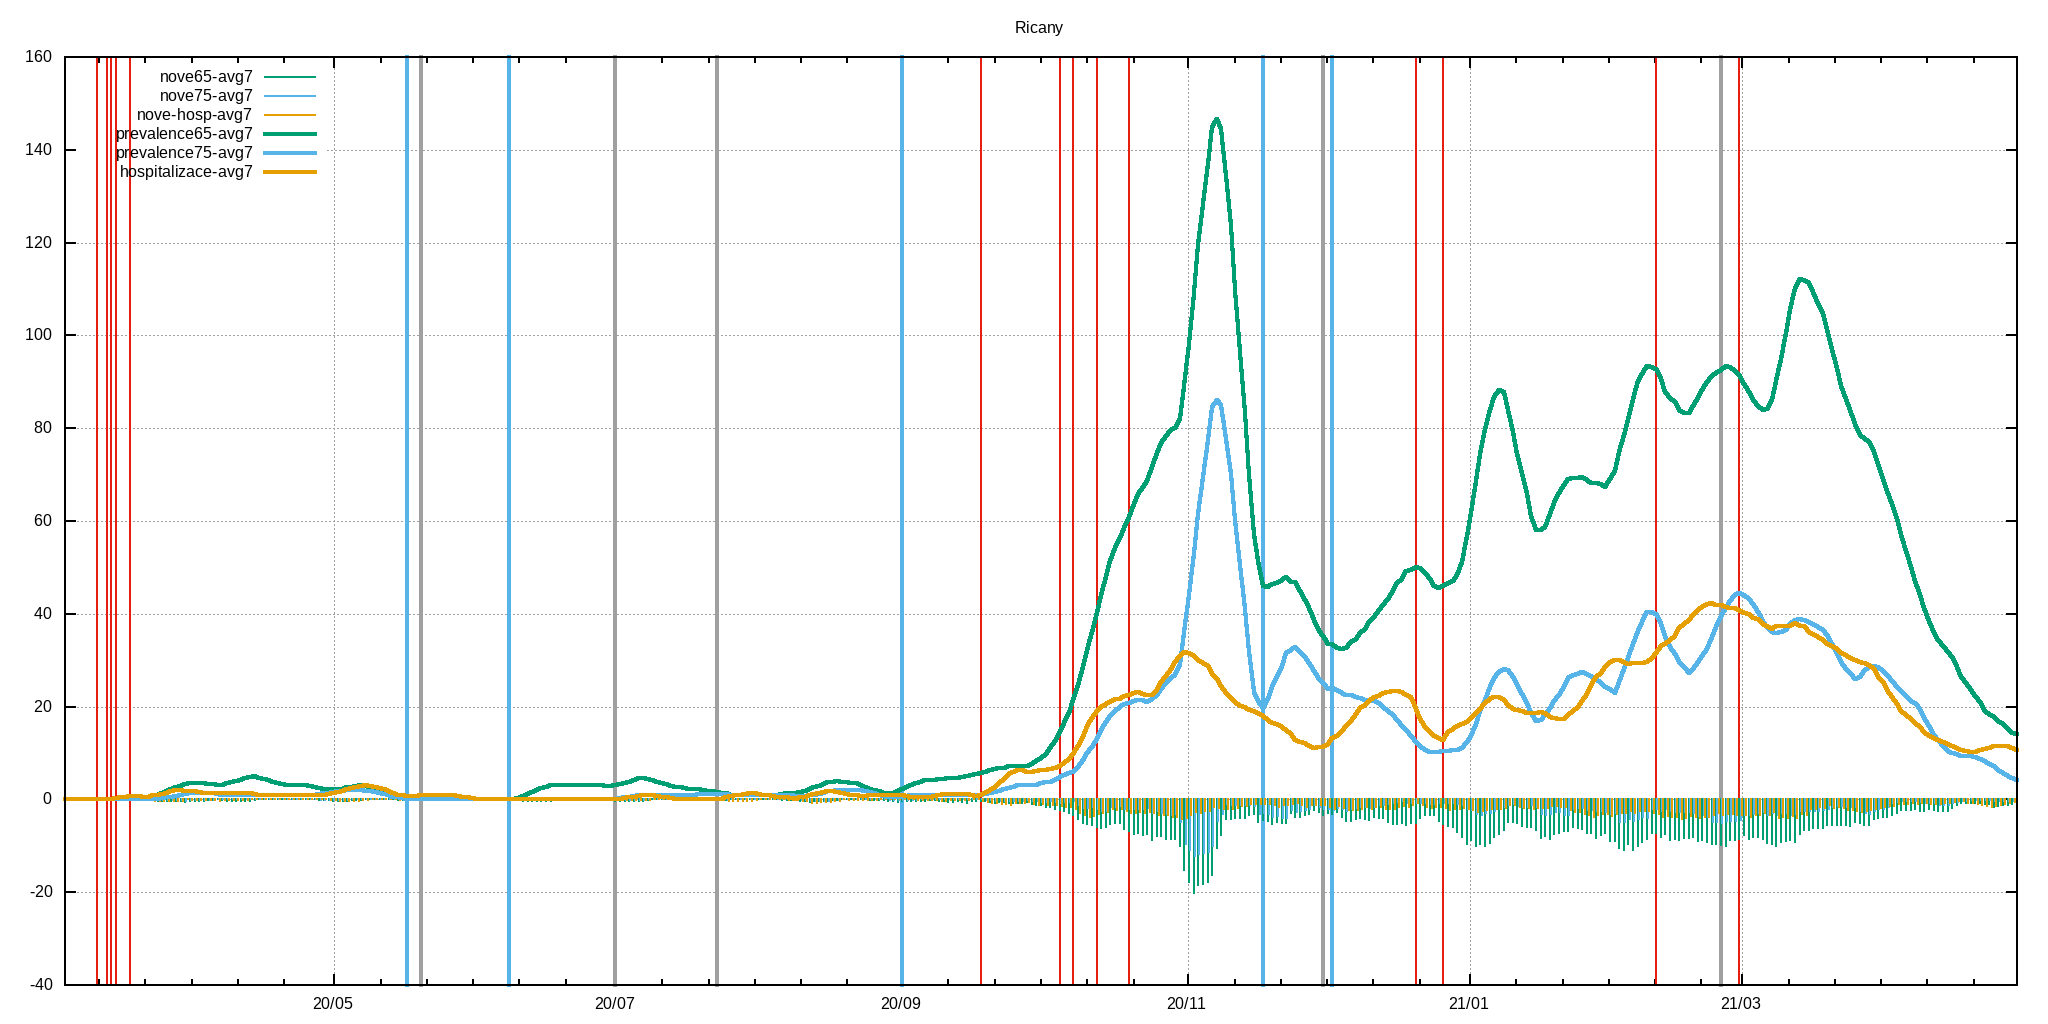 Ricany
160
140
120
100
80
60
40
20
0
-20
-40
nove65-avg7
nove75-avg7
nove-hosp-avg7
prevalence65-avg7
prevalence75-avg7
hospitalizace-avg7
20/05 20/07 20/09 20/11 21/01 21/03